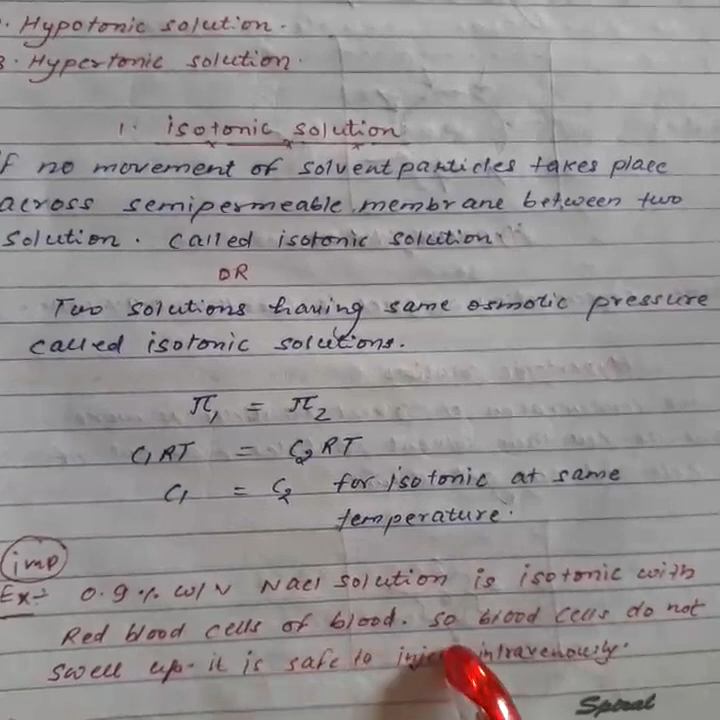 . Hypotonic solution.
3. Hypertonic solution.
1. isotonic solution
f no movement of solvent particles takes place
across semipermeable membrane between two
solution. called isotonic solution.
OR
Two solutions having same osmotic pressure
called isotonic solutions.
π₁ = π₂
C₁RT = C₂RT
C₁ = C₂ for isotonic at same
temperature.
imp
Ex:- 0.9% W/V Nacl solution is isotonic with
Red blood cells of blood. so blood cells do not
swell up. it is safe to intravenously.
Spiral